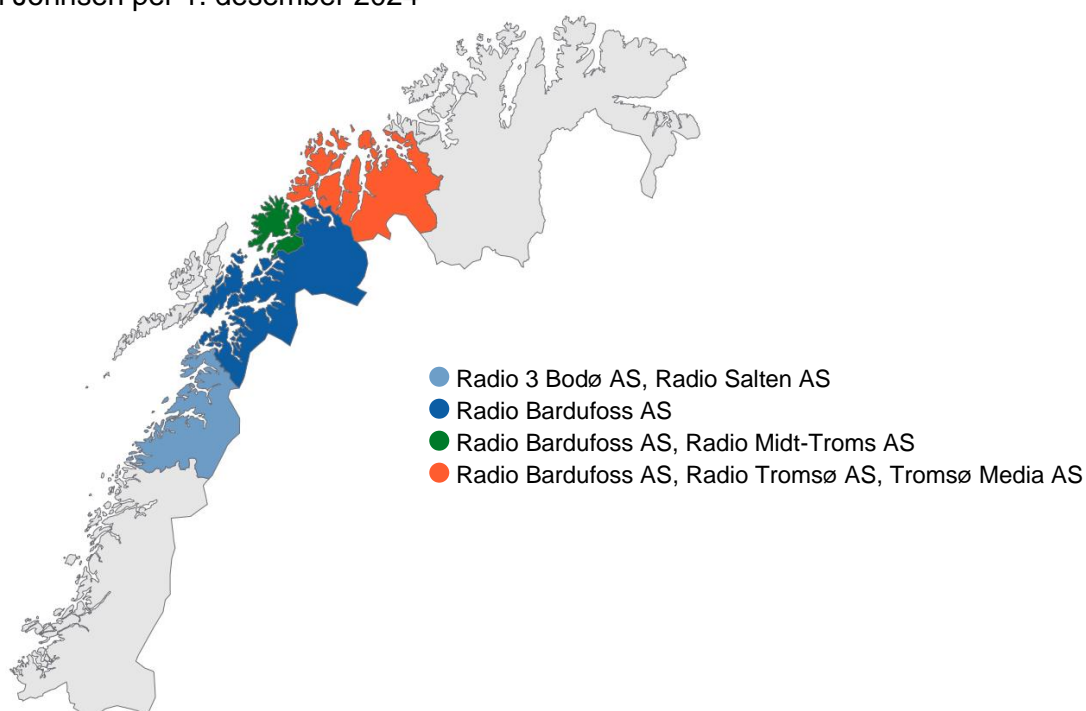 Johnsen per 1. desember 2024
Radio 3 Bodø AS, Radio Salten AS
Radio Bardufoss AS
Radio Bardufoss AS, Radio Midt-Troms AS
Radio Bardufoss AS, Radio Tromsø AS, Tromsø Media AS